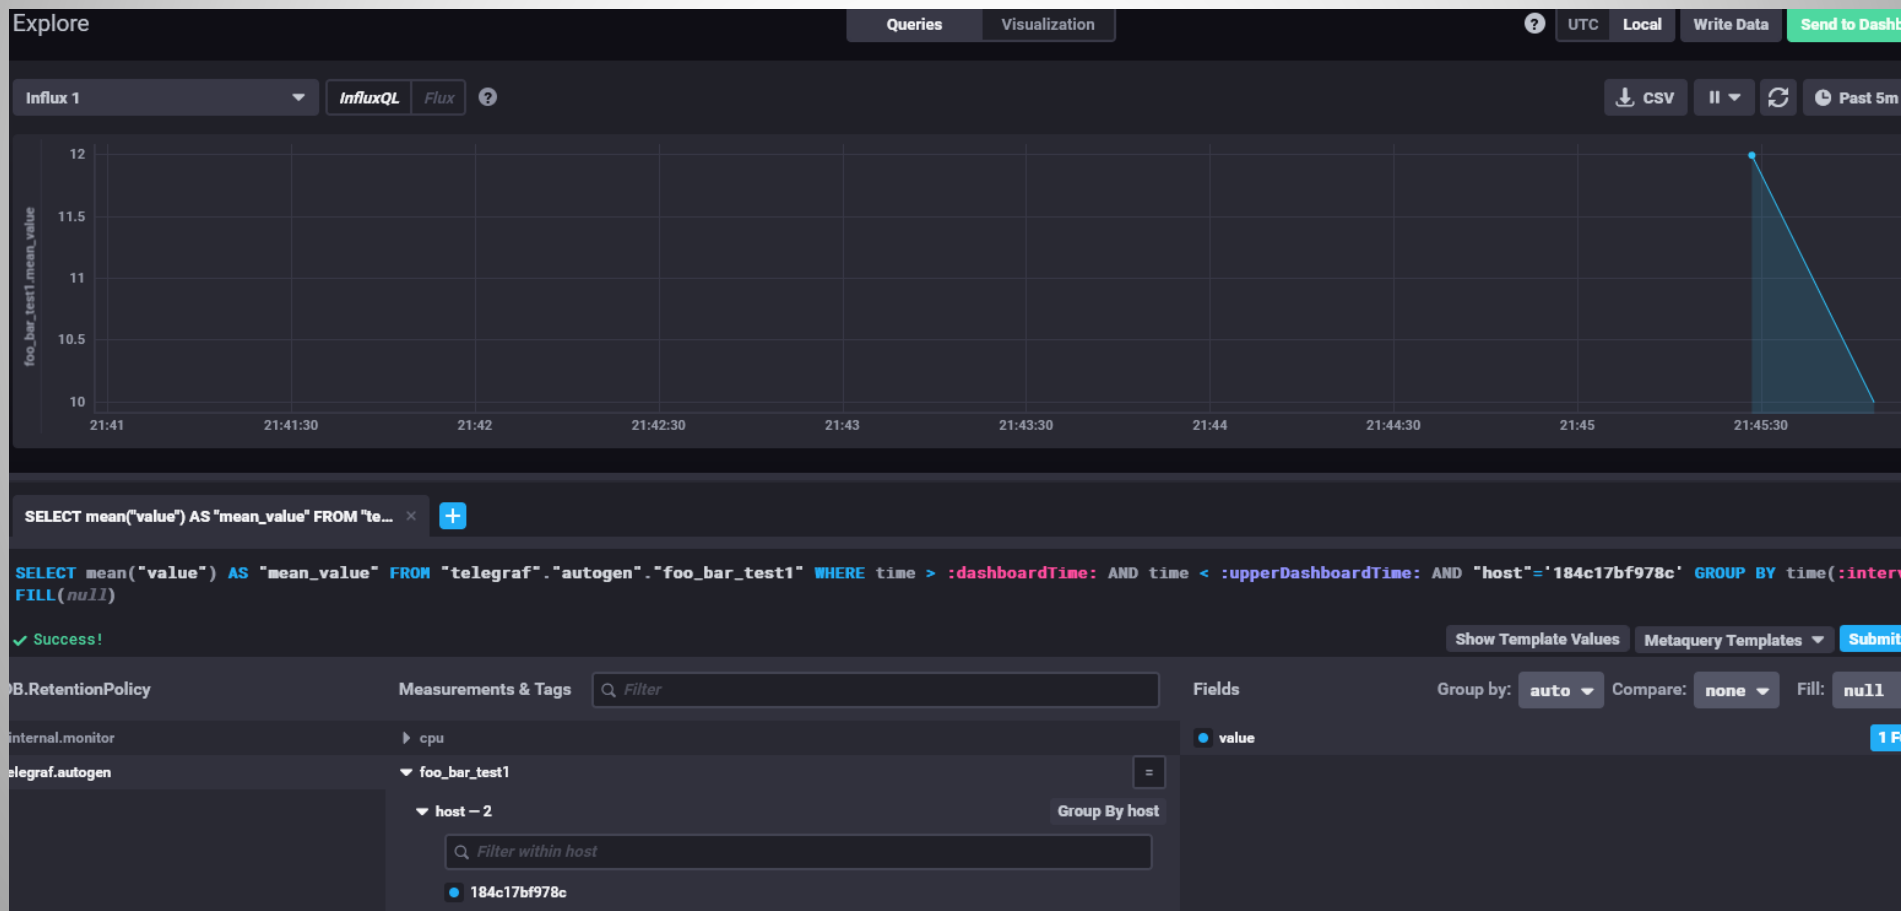 Explore
Queries Visualization
UTC Local Write Data Send to Dashb
Influx 1
InfluxQL Flux
CSV Past 5m
foo_bar_test1.mean_value
12
11.5
11
10.5
10
21:41 21:41:30 21:42 21:42:30 21:43 21:43:30 21:44 21:44:30 21:45 21:45:30
SELECT mean("value") AS "mean_value" FROM "te...
SELECT mean("value") AS "mean_value" FROM "telegraf"."autogen"."foo_bar_test1" WHERE time > :dashboardTime: AND time < :upperDashboardTime: AND "host"='184c17bf978c' GROUP BY time(:interv
FILL(null)
Success!
Show Template Values Metaquery Templates Submit
DB.RetentionPolicy
Measurements & Tags Filter
Fields Group by: auto Compare: none Fill: null
internal.monitor
cpu
value 1 F
elegraf.autogen
foo_bar_test1 =
host — 2 Group By host
Filter within host
184c17bf978c